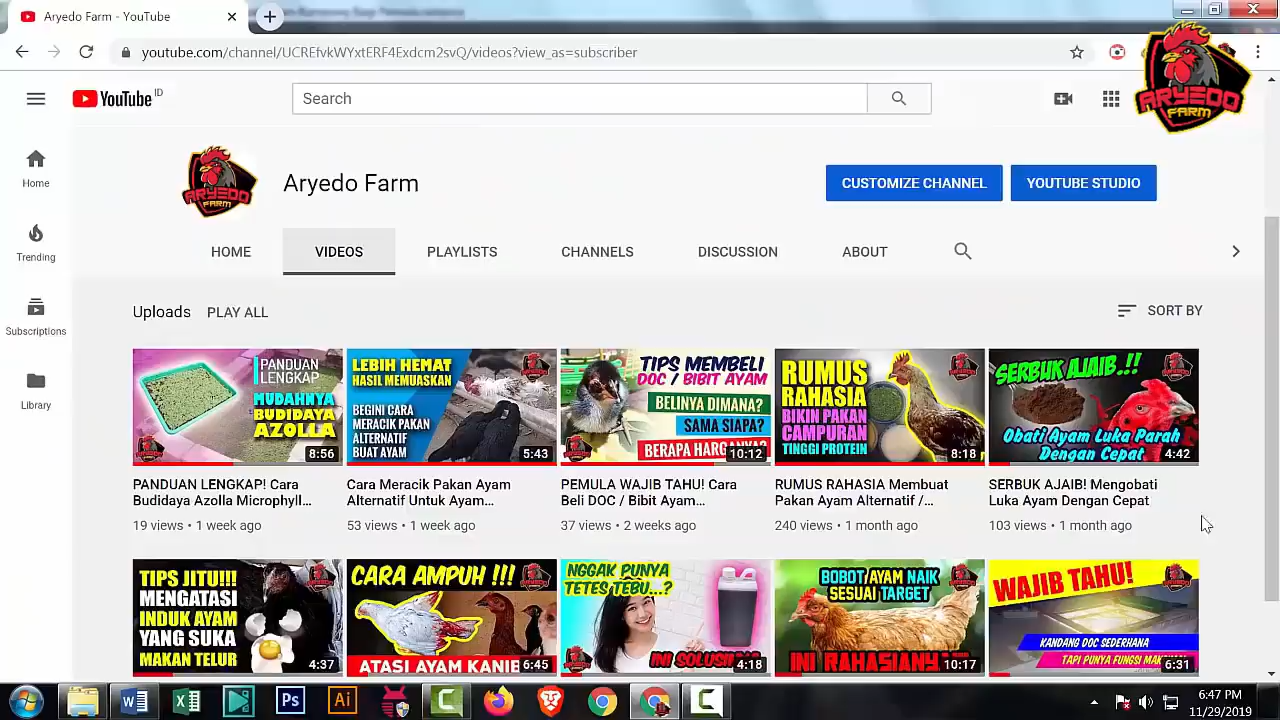 Aryedo Farm - YouTube
youtube.com/channel/UCREfvkWYxtERF4Exdcm2svQ/videos?view_as=subscriber
YouTube ID
Search
ARYEDO
FARM
Home
Trending
Subscriptions
Library
ARYEDO
FARM
Aryedo Farm
CUSTOMIZE CHANNEL
YOUTUBE STUDIO
HOME VIDEOS PLAYLISTS CHANNELS DISCUSSION ABOUT
Uploads PLAY ALL
SORT BY
PANDUAN
LENGKAP
MUDAHNYA
BUDIDAYA
AZOLLA
8:56
PANDUAN LENGKAP! Cara
Budidaya Azolla Microphyll...
19 views • 1 week ago
LEBIH HEMAT
HASIL MEMUASKAN
BEGINI CARA
MERACIK PAKAN
ALTERNATIF
BUAT AYAM
5:43
Cara Meracik Pakan Ayam
Alternatif Untuk Ayam...
53 views • 1 week ago
TIPS MEMBELI
DOC / BIBIT AYAM
BELINYA DIMANA?
SAMA SIAPA?
BERAPA HARGANYA?
10:12
PEMULA WAJIB TAHU! Cara
Beli DOC / Bibit Ayam...
37 views • 2 weeks ago
RUMUS
RAHASIA
BIKIN PAKAN
CAMPURAN
TINGGI PROTEIN
8:18
RUMUS RAHASIA Membuat
Pakan Ayam Alternatif /...
240 views • 1 month ago
SERBUK AJAIB.!!
Obati Ayam Luka Parah
Dengan Cepat
4:42
SERBUK AJAIB! Mengobati
Luka Ayam Dengan Cepat
103 views • 1 month ago
TIPS JITU!!!
MENGATASI
INDUK AYAM
YANG SUKA
MAKAN TELUR
4:37
CARA AMPUH !!!
ATASI AYAM KANIB
6:45
NGGAK PUNYA
TETES TEBU...?
INI SOLUSI
4:18
BOBOT AYAM NAIK
SESUAI TARGET
INI RAHASIANY
10:17
WAJIB TAHU!
KANDANG DOC SEDERHANA
TAPI PUNYA FUNGSI
6:31
6:47 PM
11/29/2019